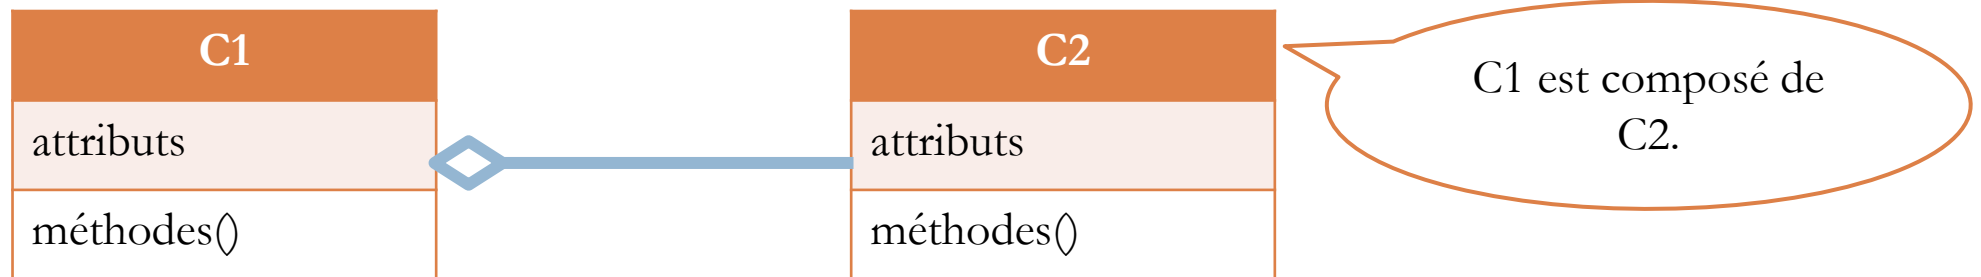 C1
attributs
méthodes()
C2
attributs
méthodes()
C1 est composé de
C2.